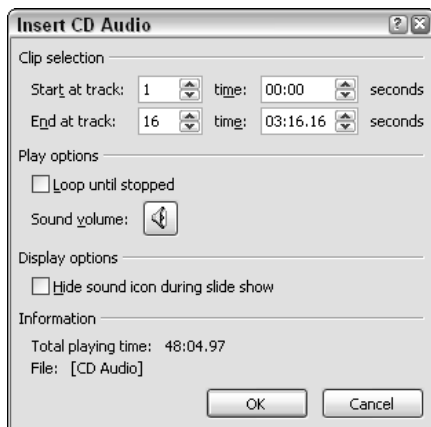 Insert CD Audio
Clip selection
Start at track: 1 time: 00:00 seconds
End at track: 16 time: 03:16.16 seconds
Play options
Loop until stopped
Sound volume:
Display options
Hide sound icon during slide show
Information
Total playing time: 48:04.97
File: [CD Audio]
OK Cancel